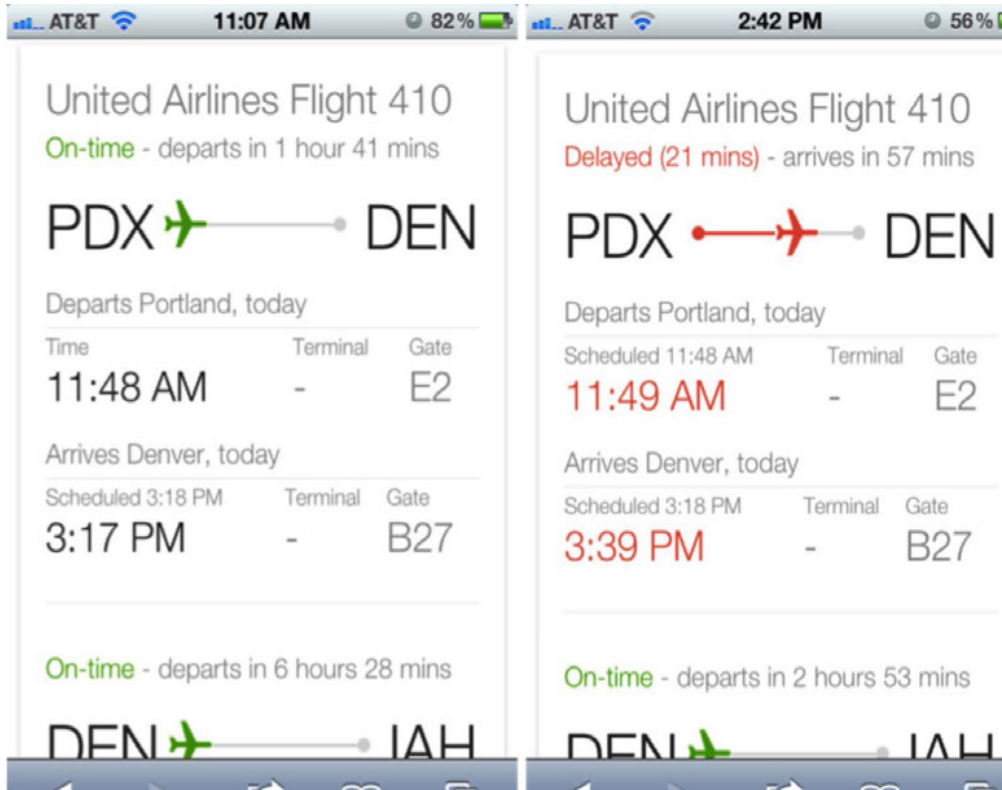 AT&T 11:07 AM 82%
United Airlines Flight 410
On-time - departs in 1 hour 41 mins
PDX DEN
Departs Portland, today
Time Terminal Gate
11:48 AM - E2
Arrives Denver, today
Scheduled 3:18 PM Terminal Gate
3:17 PM - B27
On-time - departs in 6 hours 28 mins
DEN IAH
AT&T 2:42 PM 56%
United Airlines Flight 410
Delayed (21 mins) - arrives in 57 mins
PDX DEN
Departs Portland, today
Scheduled 11:48 AM Terminal Gate
11:49 AM - E2
Arrives Denver, today
Scheduled 3:18 PM Terminal Gate
3:39 PM - B27
On-time - departs in 2 hours 53 mins
DEN IAH